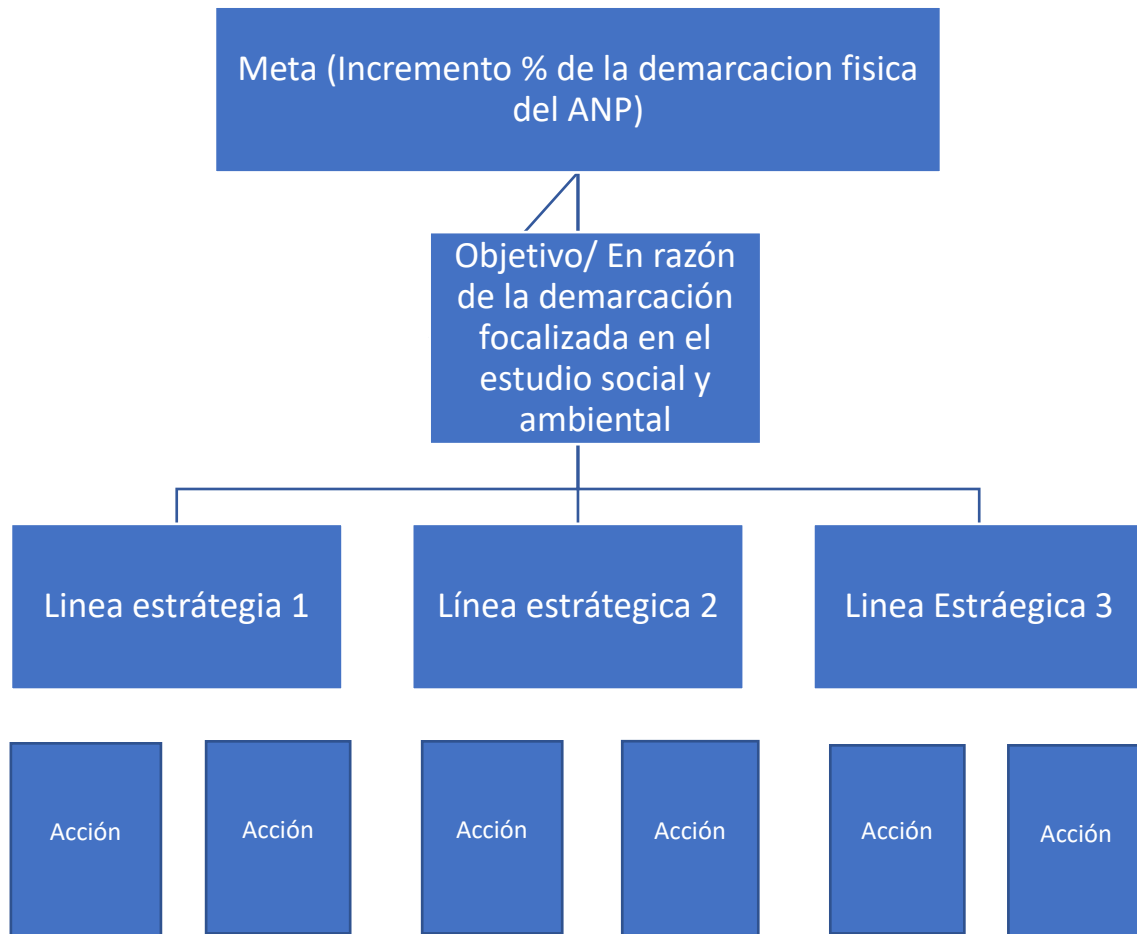 Meta (Incremento % de la demarcacion fisica
del ANP)
Objetivo/ En razón
de la demarcación
focalizada en el
estudio social y
ambiental
Linea estrátegia 1
Línea estrátegica 2
Linea Estráegica 3
Acción
Acción
Acción
Acción
Acción
Acción